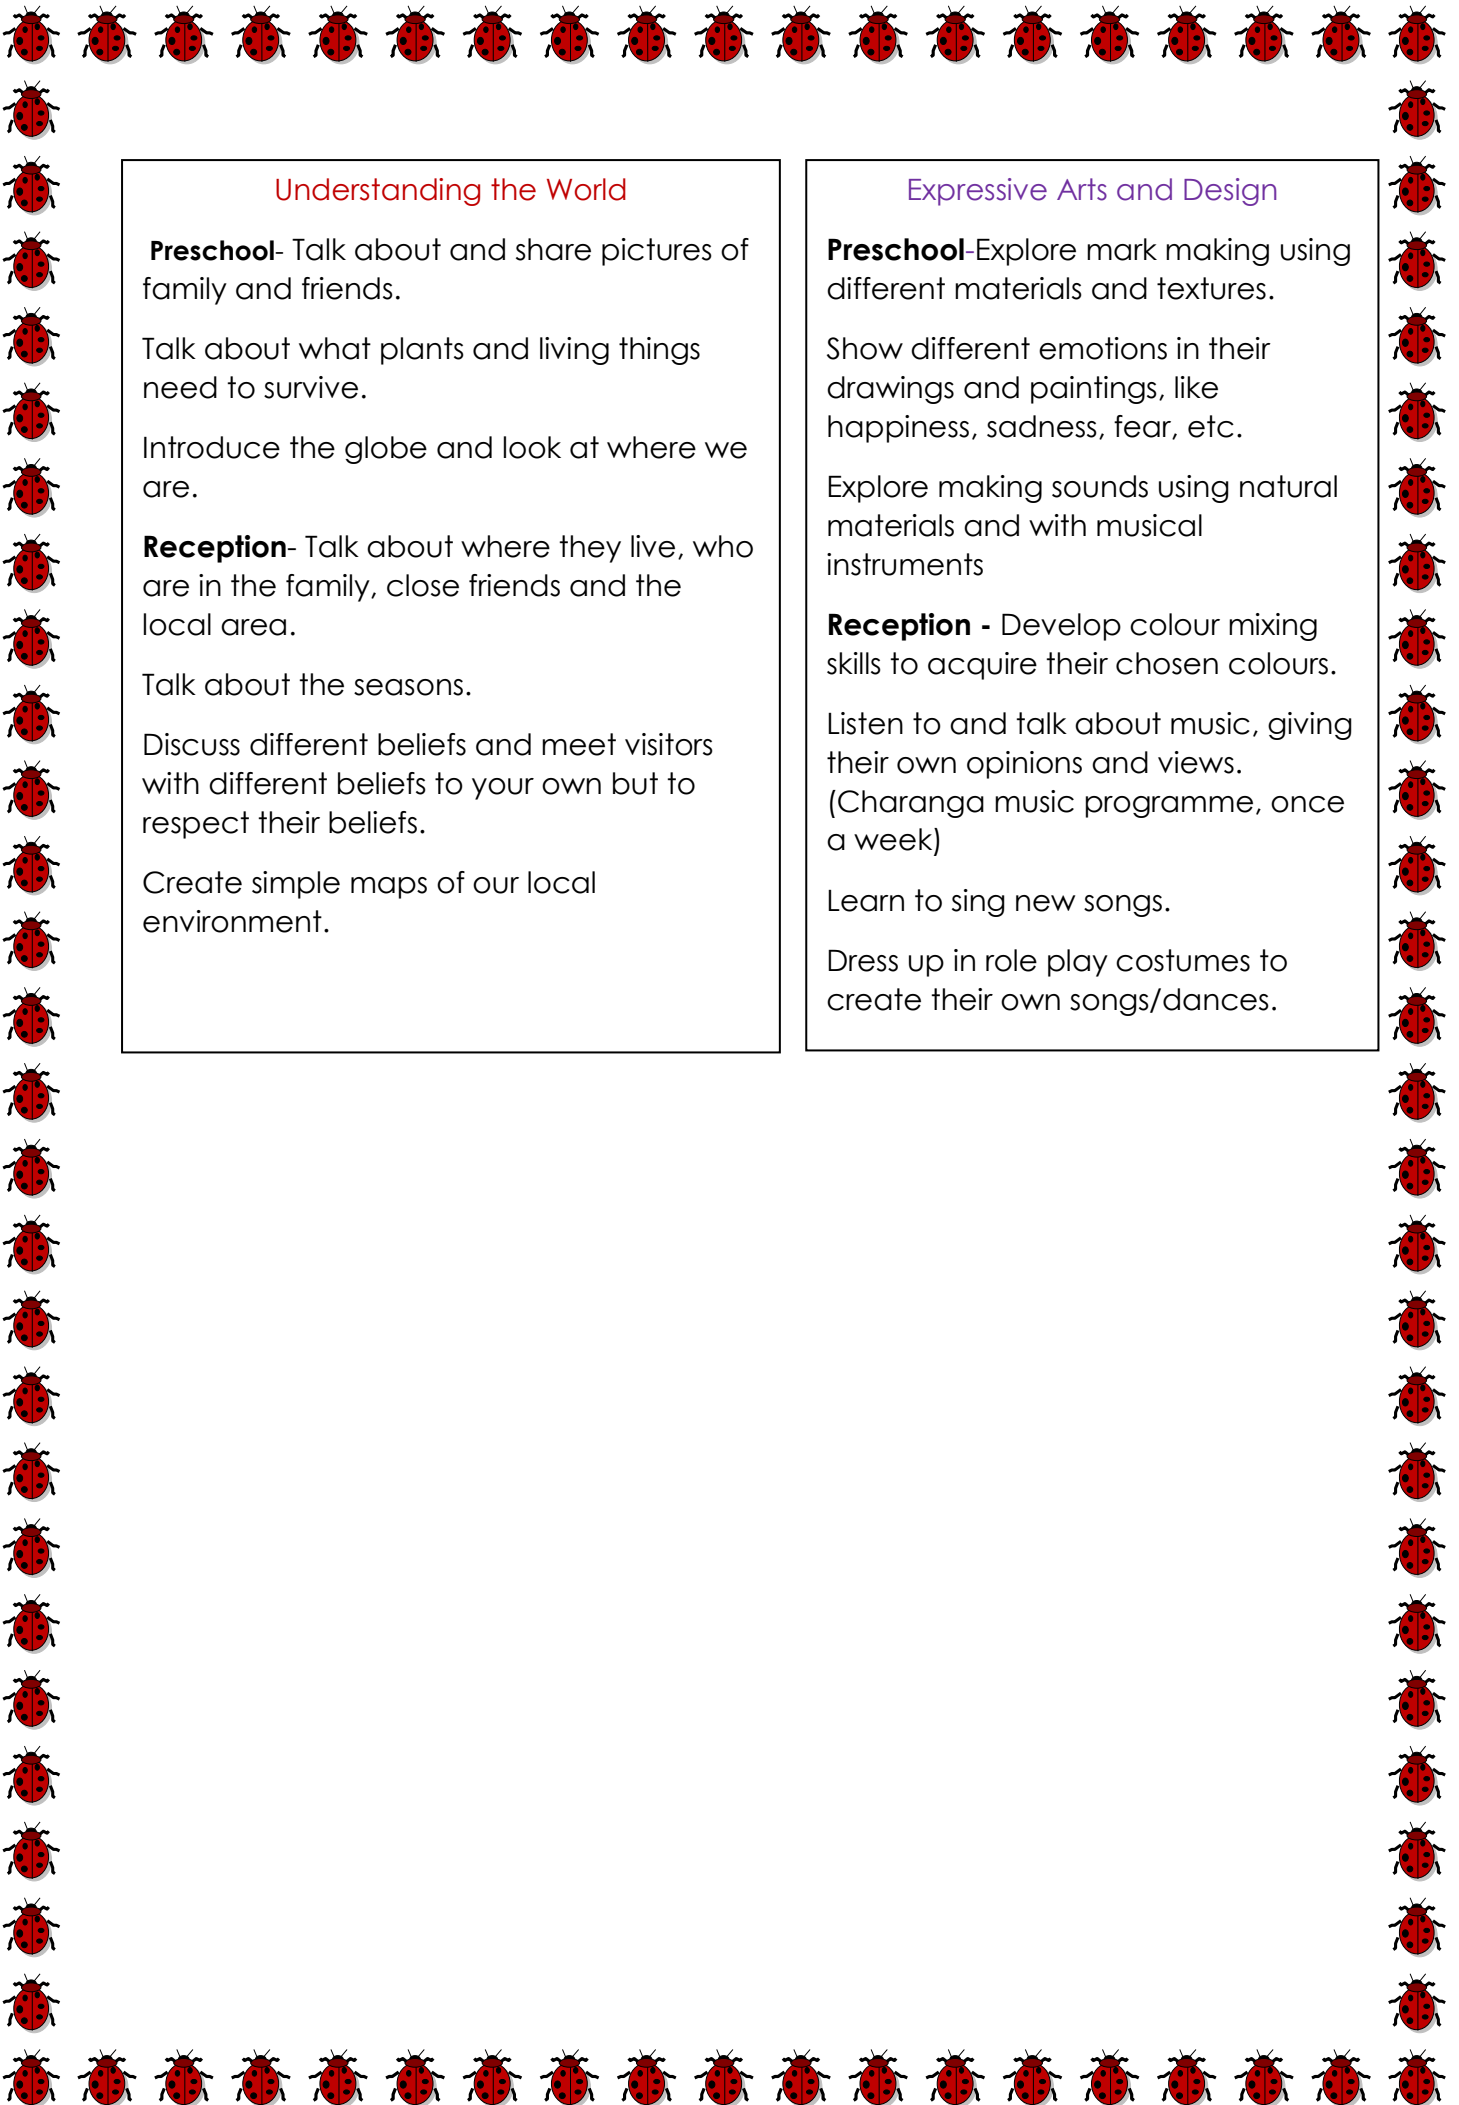 Understanding the World
Preschool- Talk about and share pictures of
family and friends.
Talk about what plants and living things
need to survive.
Introduce the globe and look at where we
are.
Reception- Talk about where they live, who
are in the family, close friends and the
local area.
Talk about the seasons.
Discuss different beliefs and meet visitors
with different beliefs to your own but to
respect their beliefs.
Create simple maps of our local
environment.
Expressive Arts and Design
Preschool-Explore mark making using
different materials and textures.
Show different emotions in their
drawings and paintings, like
happiness, sadness, fear, etc.
Explore making sounds using natural
materials and with musical
instruments
Reception - Develop colour mixing
skills to acquire their chosen colours.
Listen to and talk about music, giving
their own opinions and views.
(Charanga music programme, once
a week)
Learn to sing new songs.
Dress up in role play costumes to
create their own songs/dances.